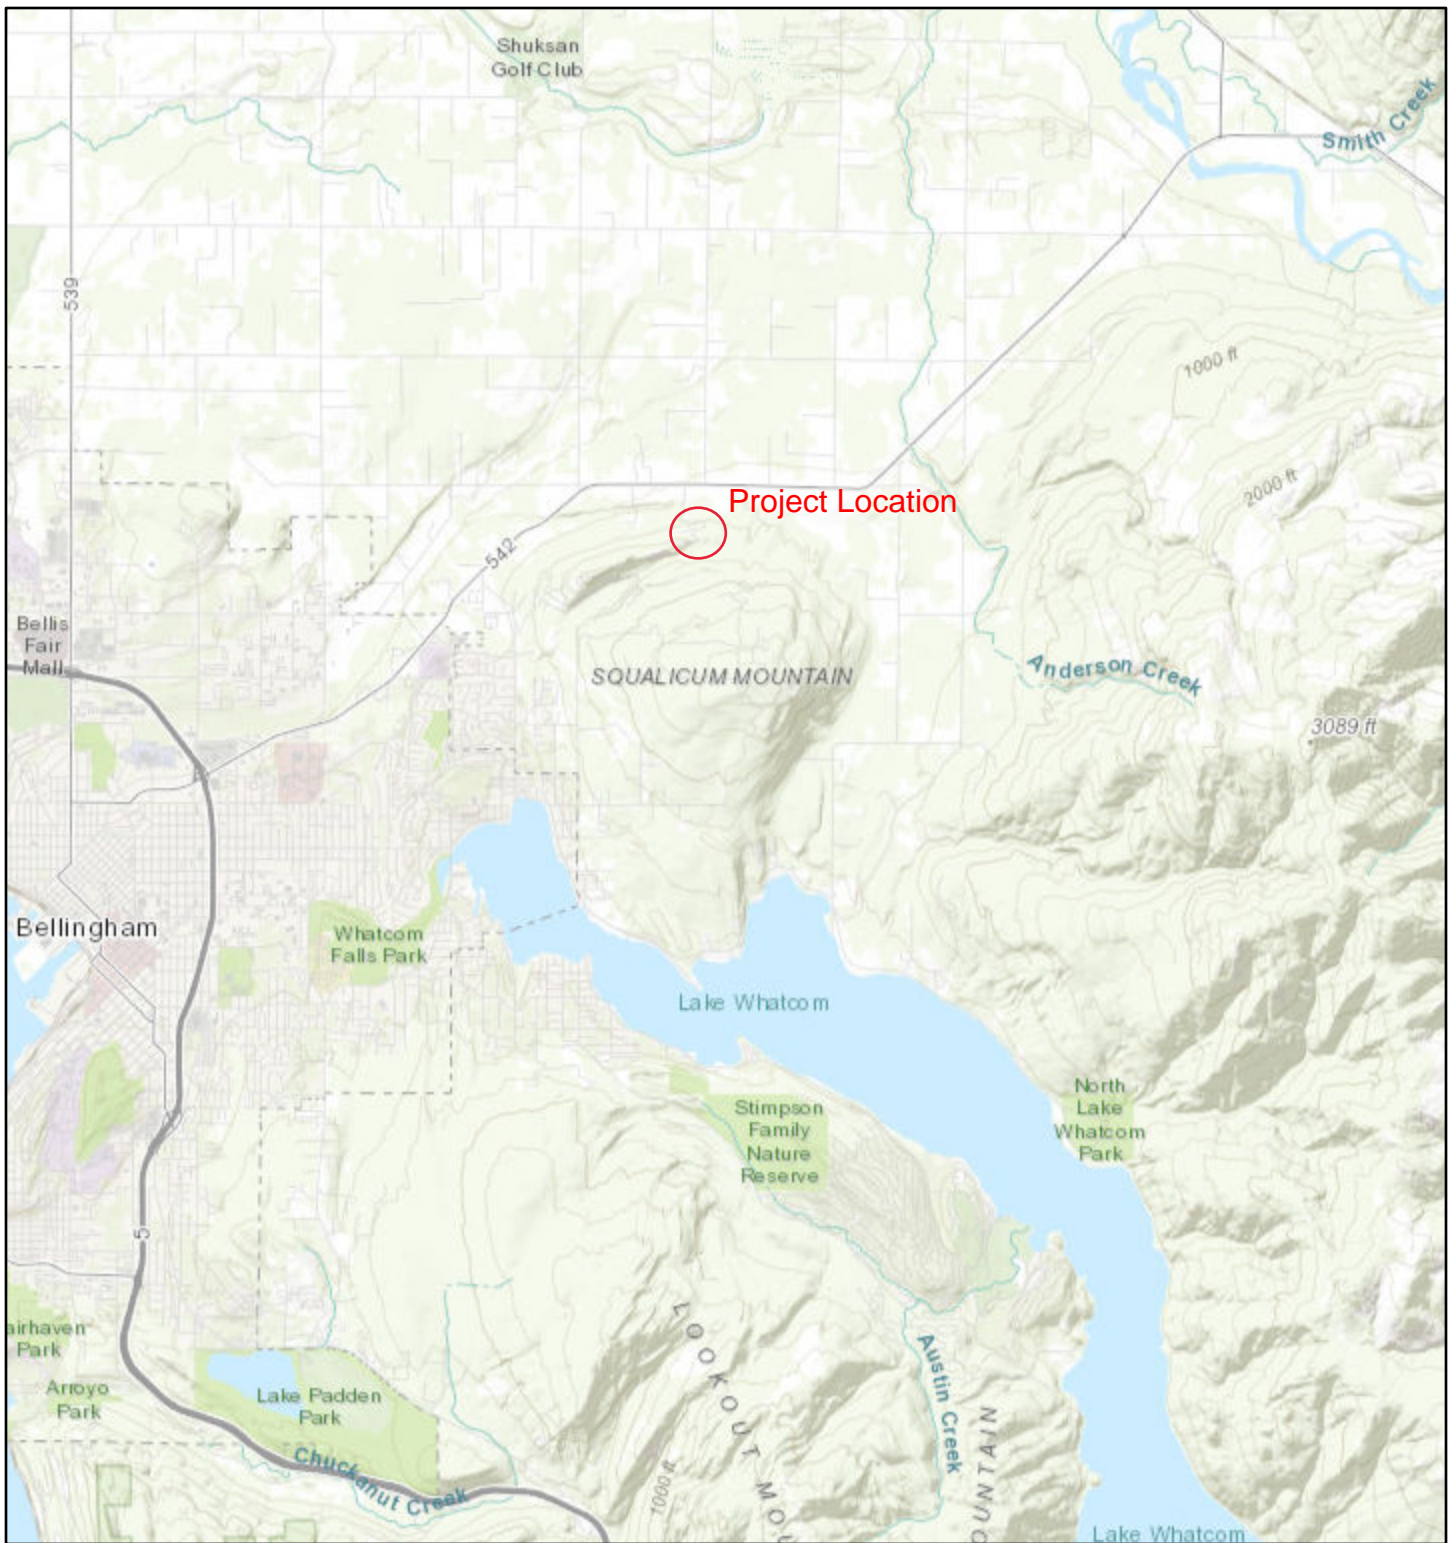 Shuksan
Golf Club
Smith Creek
539
1000 ft
2000 ft
Project Location
542
Bellis
Fair
Mall
SQUALICUM MOUNTAIN
Anderson Creek
3089 ft
Bellingham
Whatcom
Falls Park
Lake Whatcom
North
Lake
Whatcom
Park
Stimpson
Family
Nature
Reserve
5
airhaven
Park
Arroyo
Park
Lake Padden
Park
Chuckanut Creek
LOOKOUT MOU
1000 ft
Austin Creek
OUNTAIN
Lake Whatcom